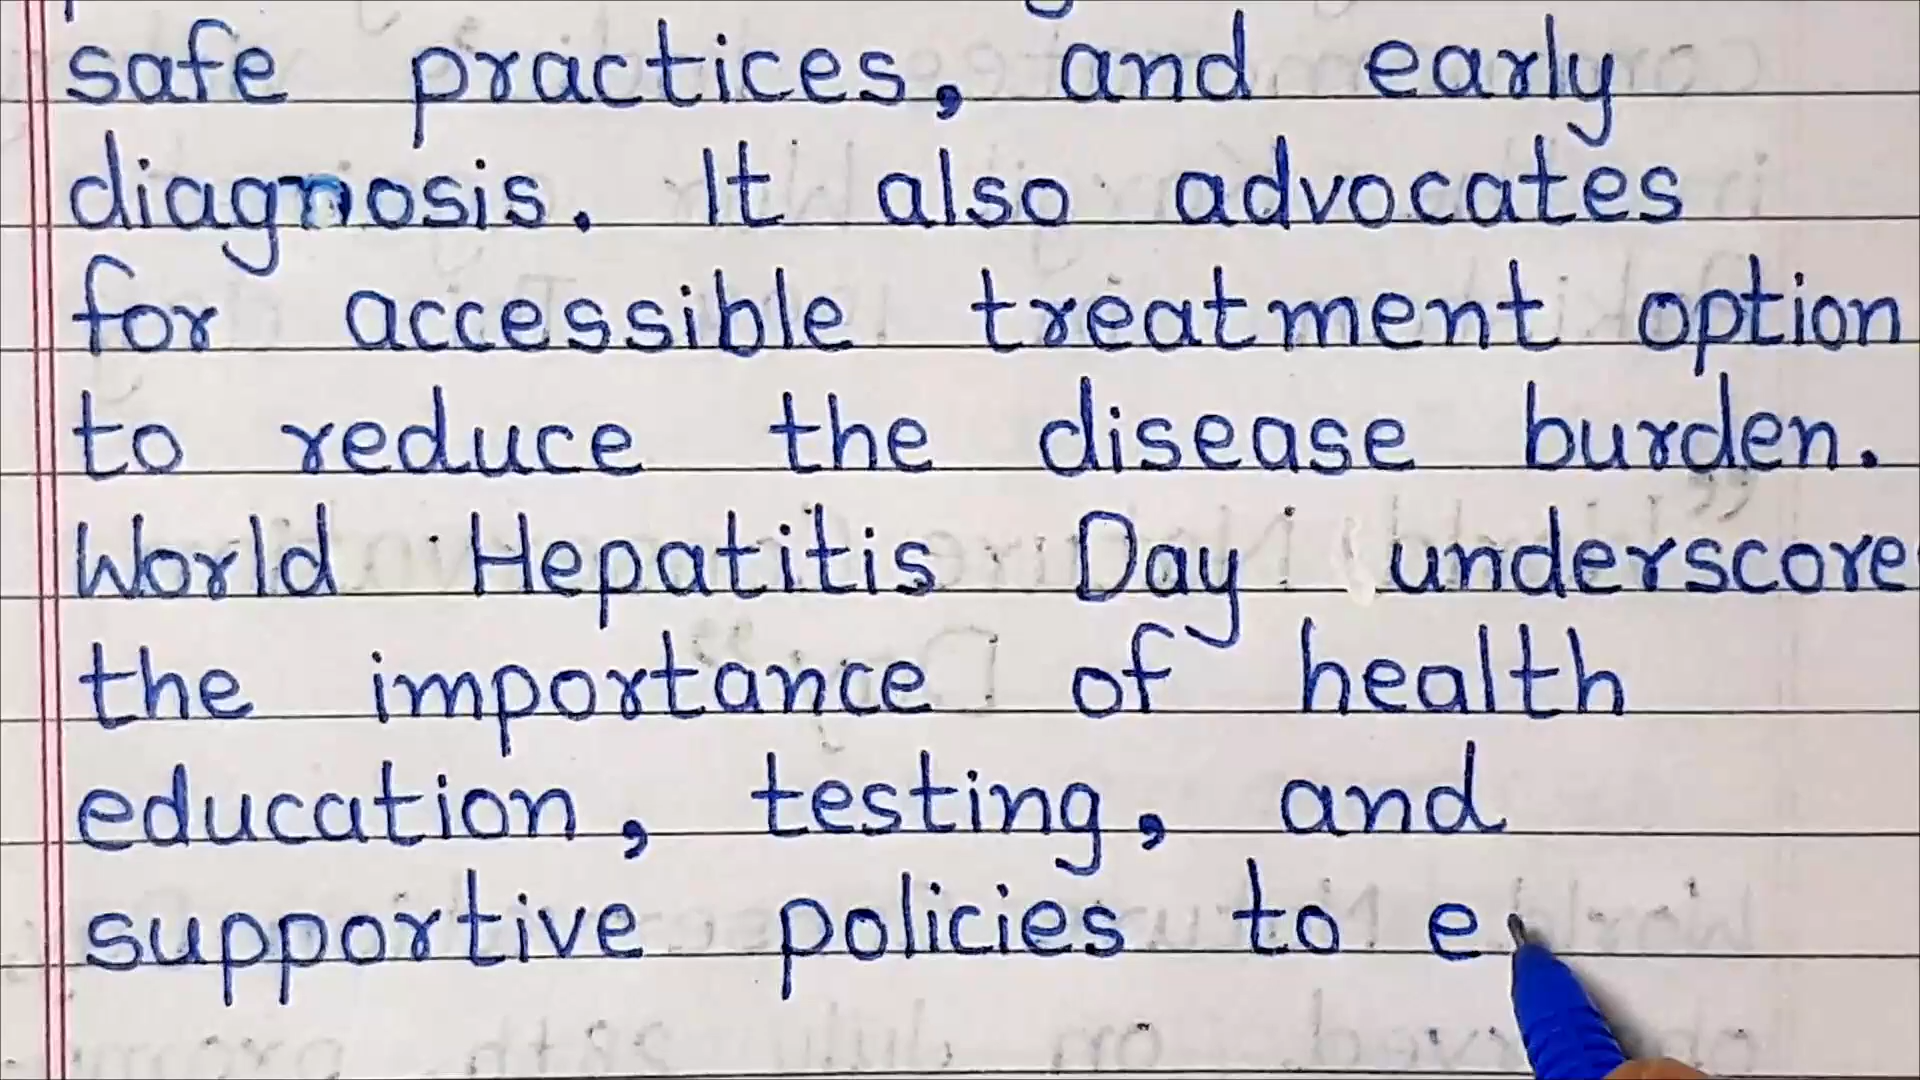 safe practices, and early
diagnosis. It also advocates
for accessible treatment option
to reduce the disease burden.
World Hepatitis Day underscore
the importance of health
education, testing, and
supportive policies to e